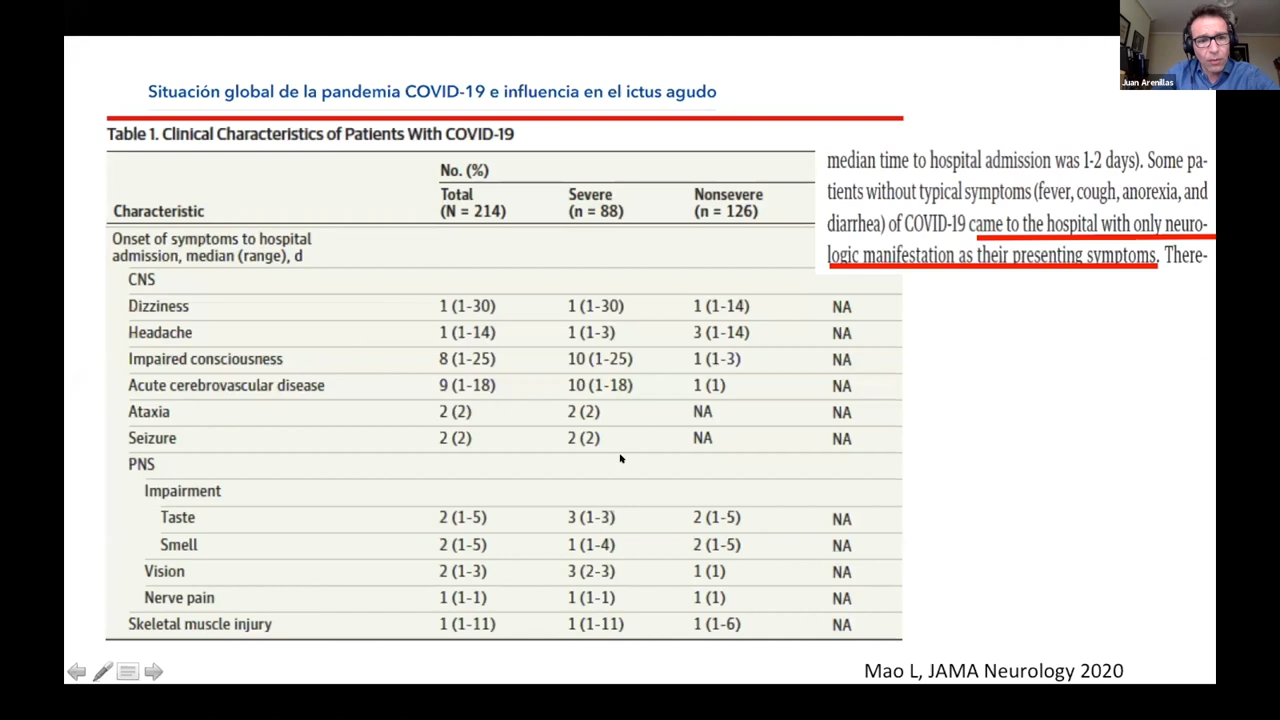 Juan Arenillas
Situación global de la pandemia COVID-19 e influencia en el ictus agudo
Table 1. Clinical Characteristics of Patients With COVID-19
No. (%)
Characteristic Total (N = 214) Severe (n = 88) Nonsevere (n = 126)
Onset of symptoms to hospital
admission, median (range), d
CNS
Dizziness 1 (1-30) 1 (1-30) 1 (1-14) NA
Headache 1 (1-14) 1 (1-3) 3 (1-14) NA
Impaired consciousness 8 (1-25) 10 (1-25) 1 (1-3) NA
Acute cerebrovascular disease 9 (1-18) 10 (1-18) 1 (1) NA
Ataxia 2 (2) 2 (2) NA NA
Seizure 2 (2) 2 (2) NA NA
PNS
Impairment
Taste 2 (1-5) 3 (1-3) 2 (1-5) NA
Smell 2 (1-5) 1 (1-4) 2 (1-5) NA
Vision 2 (1-3) 3 (2-3) 1 (1) NA
Nerve pain 1 (1-1) 1 (1-1) 1 (1) NA
Skeletal muscle injury 1 (1-11) 1 (1-11) 1 (1-6) NA
median time to hospital admission was 1-2 days). Some pa-
tients without typical symptoms (fever, cough, anorexia, and
diarrhea) of COVID-19 came to the hospital with only neuro-
logic manifestation as their presenting symptoms. There-
Mao L, JAMA Neurology 2020